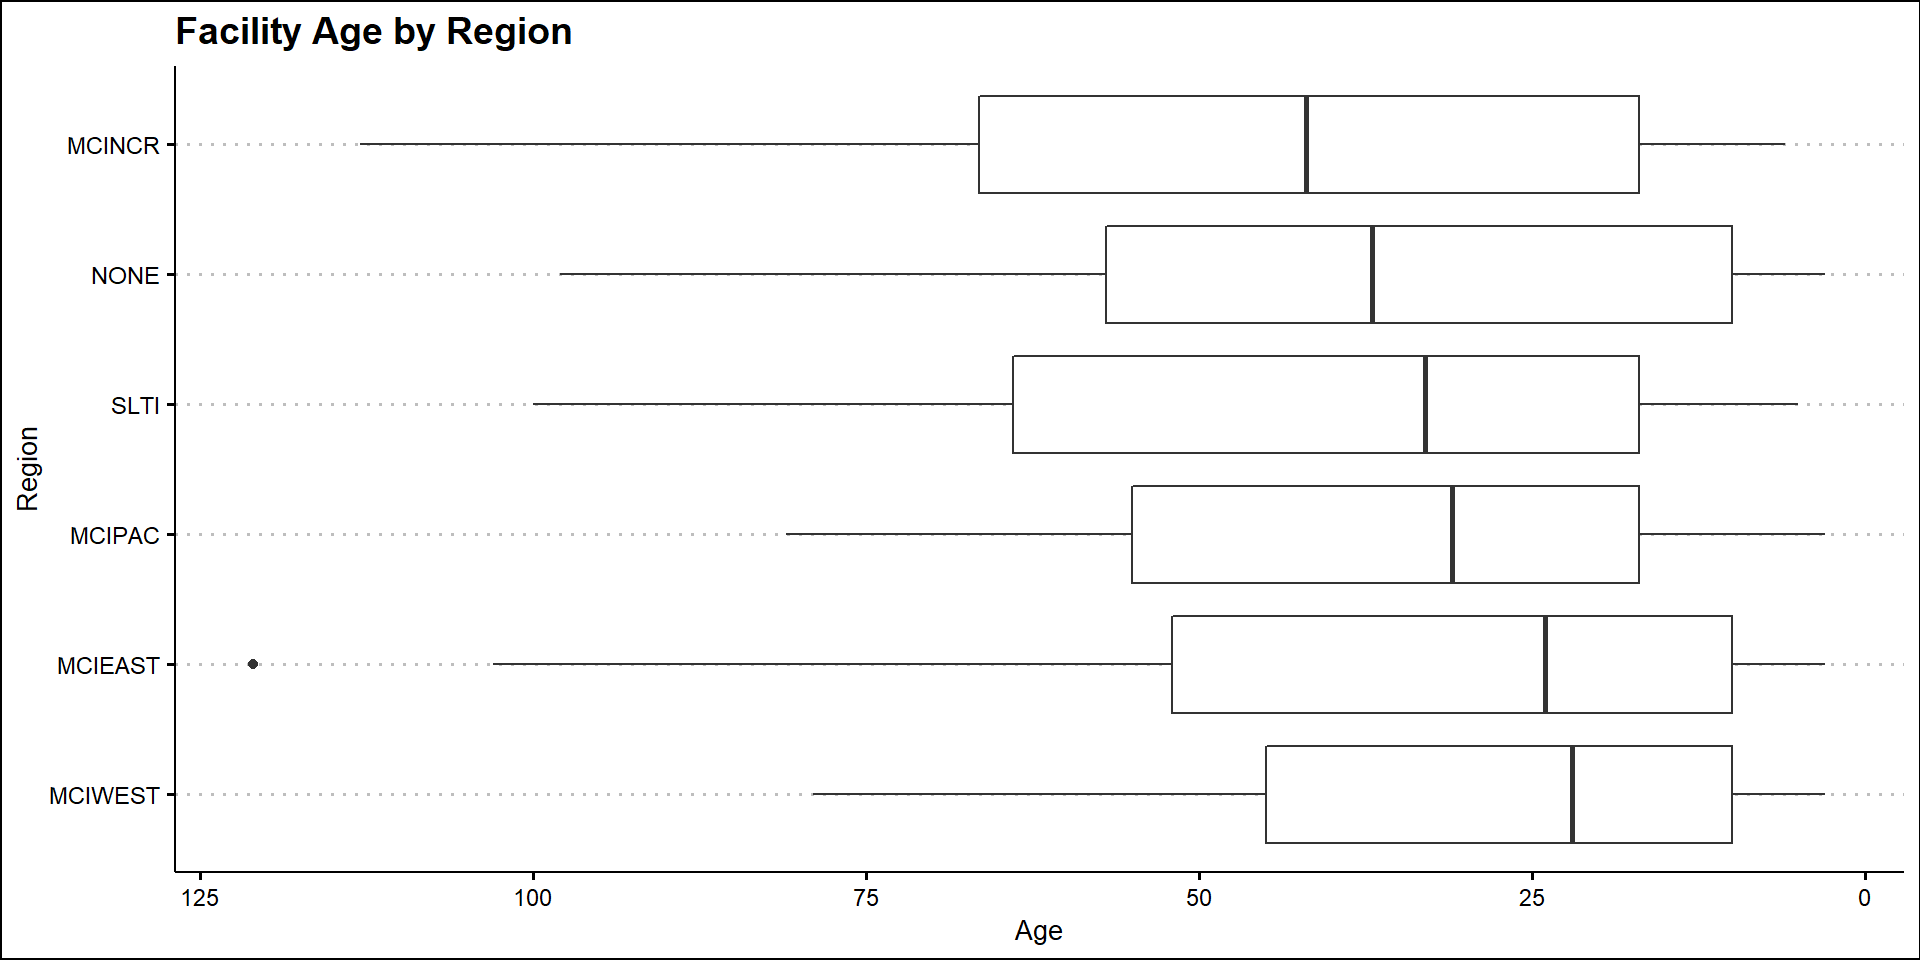 Facility Age by Region
Region
MCINCR
NONE
SLTI
MCIPAC
MCIEAST
MCIWEST
125 100 75 50 25 0
Age